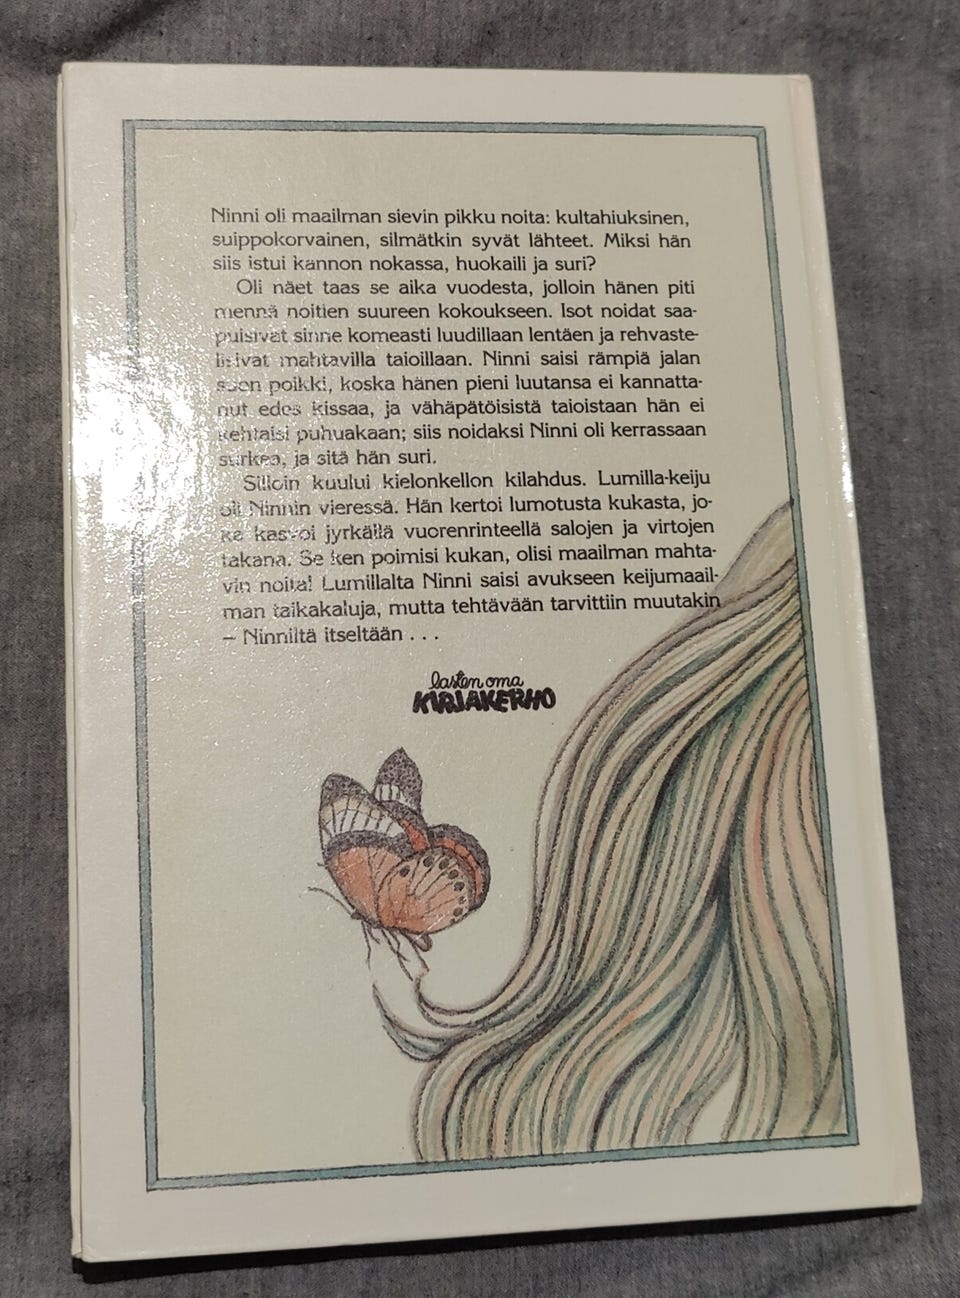 Ninni oli maailman sievin pikku noita: kultahiuksinen,
suippokorvainen, silmätkin syvät lähteet. Miksi hän
siis istui kannon nokassa, huokaili ja suri?
Oli näet taas se aika vuodesta, jolloin hänen piti
mennä noitien suureen kokoukseen. Isot noidat saa-
puisivat sinne komeasti luudillaan lentäen ja rehvaste-
lisivat mahtavilla taioillaan. Ninni saisi rämpiä jalan
suon poikki, koska hänen pieni luutansa ei kannatta-
nut edes kissaa, ja vähäpätöisistä taioistaan hän ei
kehtaisi puhuakaan; siis noidaksi Ninni oli kerrassaan
surkea, ja sitä hän suri.
Silloin kuului kielonkellon kilahdus. Lumilla-keiju
oli Ninnin vieressä. Hän kertoi lumotusta kukasta, jo-
ka kasvoi jyrkällä vuorenrinteellä salojen ja virtojen
takana. Se ken poimisi kukan, olisi maailman mahta-
vin noita! Lumillalta Ninni saisi avukseen keijumaail-
man taikakaluja, mutta tehtävään tarvittiin muutakin
– Ninniltä itseltään . . .
lasten oma
KIRJAKERHO